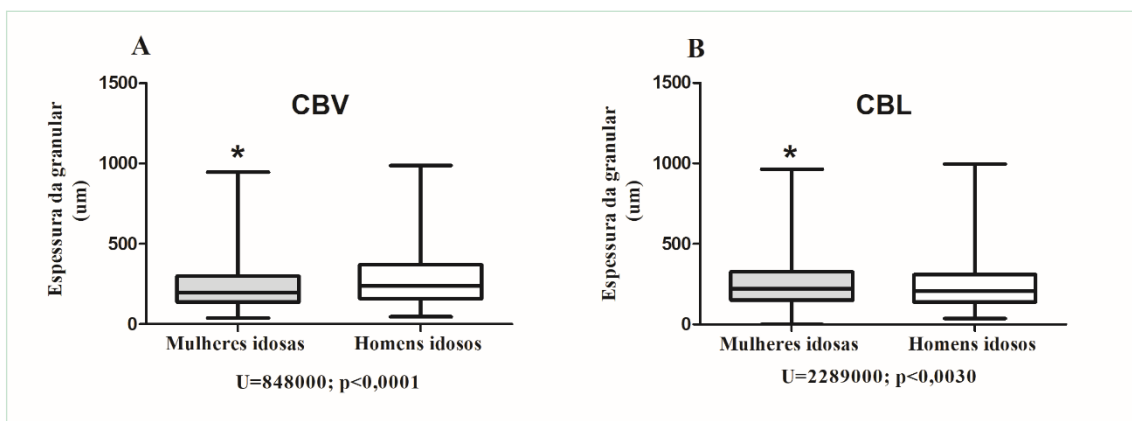 A
CBV
Espessura da granular
(um)
1500
1000
500
0
*
Mulheres idosas
Homens idosos
U=848000; p<0,0001
B
CBL
Espessura da granular
(um)
1500
1000
500
0
*
Mulheres idosas
Homens idosos
U=2289000; p<0,0030